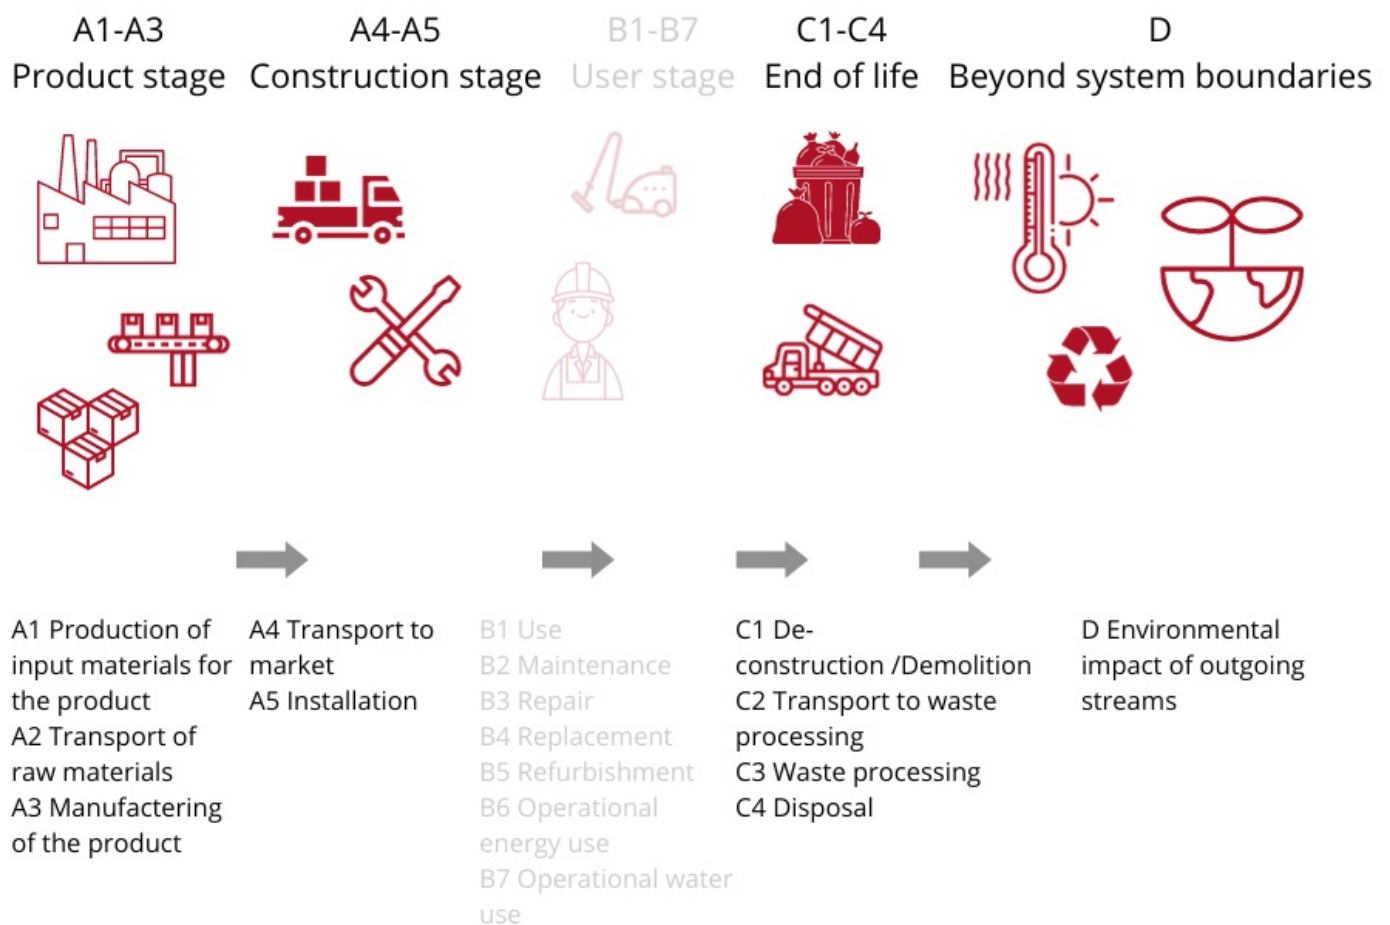 A1-A3
Product stage
A4-A5
Construction stage
B1-B7
User stage
C1-C4
End of life
D
Beyond system boundaries
A1 Production of
input materials for
the product
A2 Transport of
raw materials
A3 Manufactering
of the product
A4 Transport to
market
A5 Installation
B1 Use
B2 Maintenance
B3 Repair
B4 Replacement
B5 Refurbishment
B6 Operational
energy use
B7 Operational water
use
C1 De-
construction /Demolition
C2 Transport to waste
processing
C3 Waste processing
C4 Disposal
D Environmental
impact of outgoing
streams